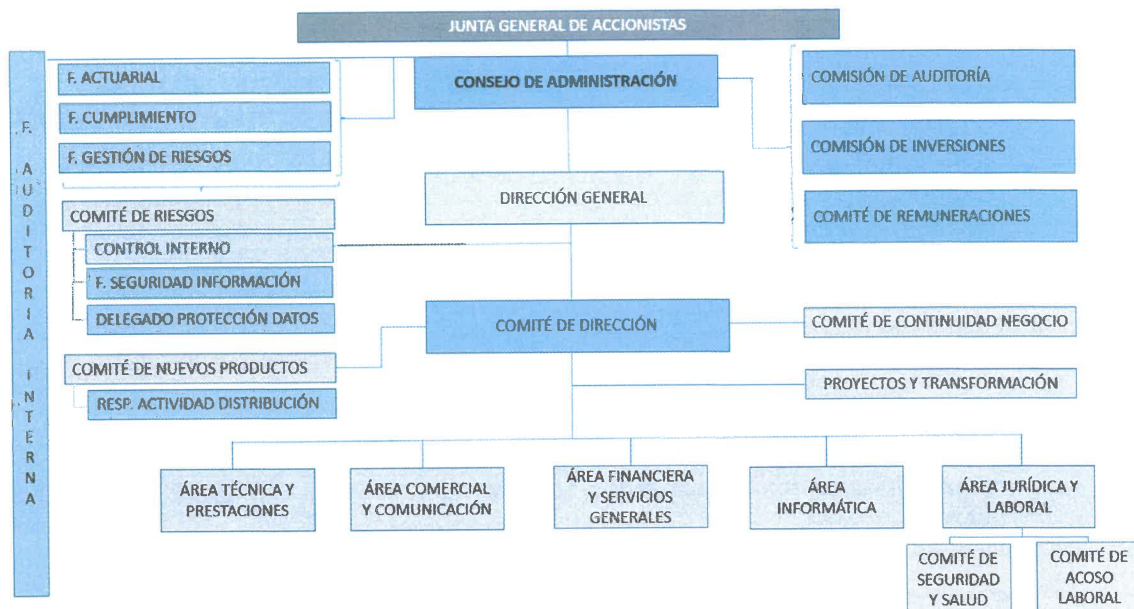 JUNTA GENERAL DE ACCIONISTAS
F. AUDITORIA INTERNA
F. ACTUARIAL
F. CUMPLIMIENTO
F. GESTIÓN DE RIESGOS
CONSEJO DE ADMINISTRACIÓN
COMISIÓN DE AUDITORÍA
COMISIÓN DE INVERSIONES
COMITÉ DE REMUNERACIONES
DIRECCIÓN GENERAL
COMITÉ DE RIESGOS
CONTROL INTERNO
F. SEGURIDAD INFORMACIÓN
DELEGADO PROTECCIÓN DATOS
COMITÉ DE DIRECCIÓN
COMITÉ DE CONTINUIDAD NEGOCIO
COMITÉ DE NUEVOS PRODUCTOS
RESP. ACTIVIDAD DISTRIBUCIÓN
PROYECTOS Y TRANSFORMACIÓN
ÁREA TÉCNICA Y
PRESTACIONES
ÁREA COMERCIAL
Y COMUNICACIÓN
ÁREA FINANCIERA
Y SERVICIOS
GENERALES
ÁREA
INFORMÁTICA
ÁREA JURÍDICA Y
LABORAL
COMITÉ DE
SEGURIDAD
Y SALUD
COMITÉ DE
ACOSO
LABORAL